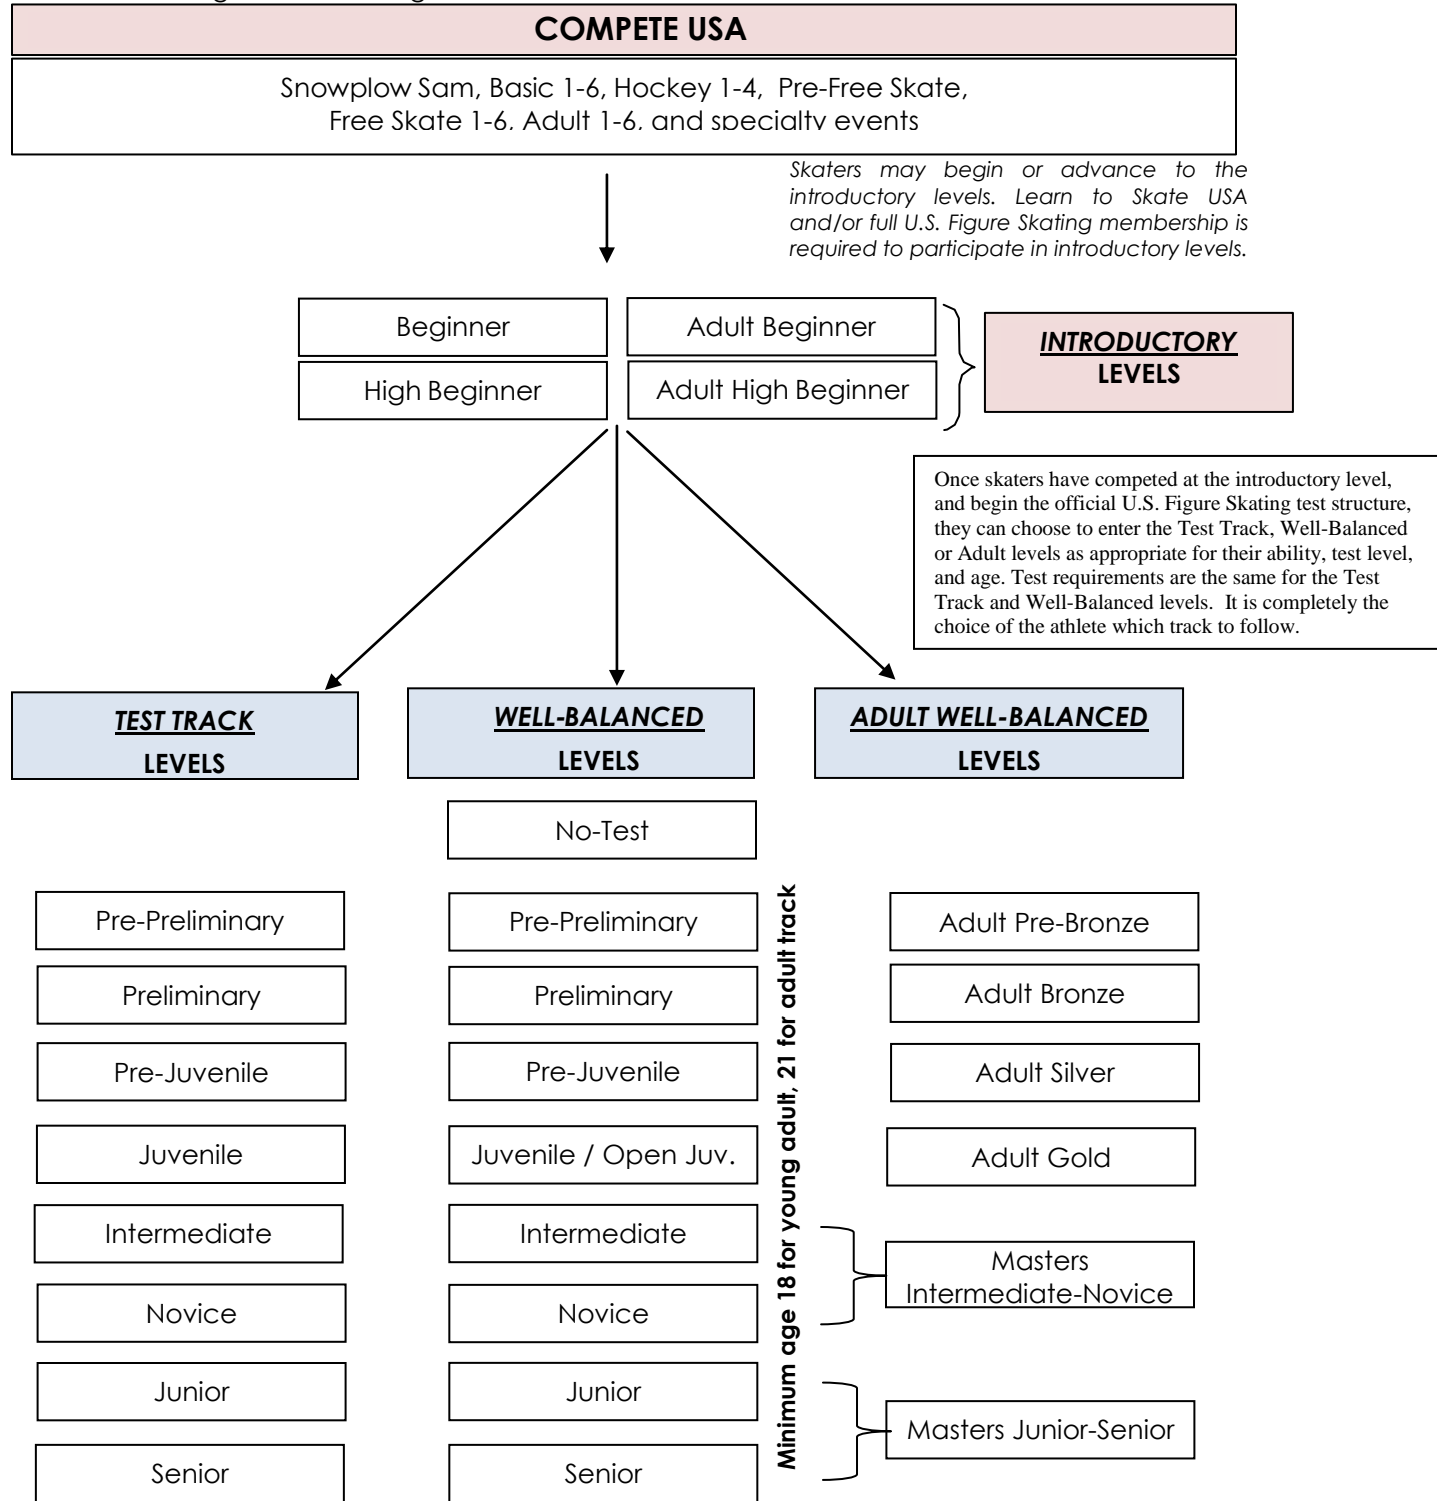 COMPETE USA
Snowplow Sam, Basic 1-6, Hockey 1-4, Pre-Free Skate,
Free Skate 1-6, Adult 1-6, and specialty events
Skaters may begin or advance to the
introductory levels. Learn to Skate USA
and/or full U.S. Figure Skating membership is
required to participate in introductory levels.
Beginner
Adult Beginner
High Beginner
Adult High Beginner
INTRODUCTORY
LEVELS
Once skaters have competed at the introductory level,
and begin the official U.S. Figure Skating test structure,
they can choose to enter the Test Track, Well-Balanced
or Adult levels as appropriate for their ability, test level,
and age. Test requirements are the same for the Test
Track and Well-Balanced levels.  It is completely the
choice of the athlete which track to follow.
TEST TRACK
LEVELS
WELL-BALANCED
LEVELS
ADULT WELL-BALANCED
LEVELS
No-Test
Pre-Preliminary
Pre-Preliminary
Adult Pre-Bronze
Preliminary
Preliminary
Adult Bronze
Pre-Juvenile
Pre-Juvenile
Adult Silver
Juvenile
Juvenile / Open Juv.
Adult Gold
Intermediate
Intermediate
Masters
Intermediate-Novice
Novice
Novice
Junior
Junior
Masters Junior-Senior
Senior
Senior
Minimum age 18 for young adult, 21 for adult track